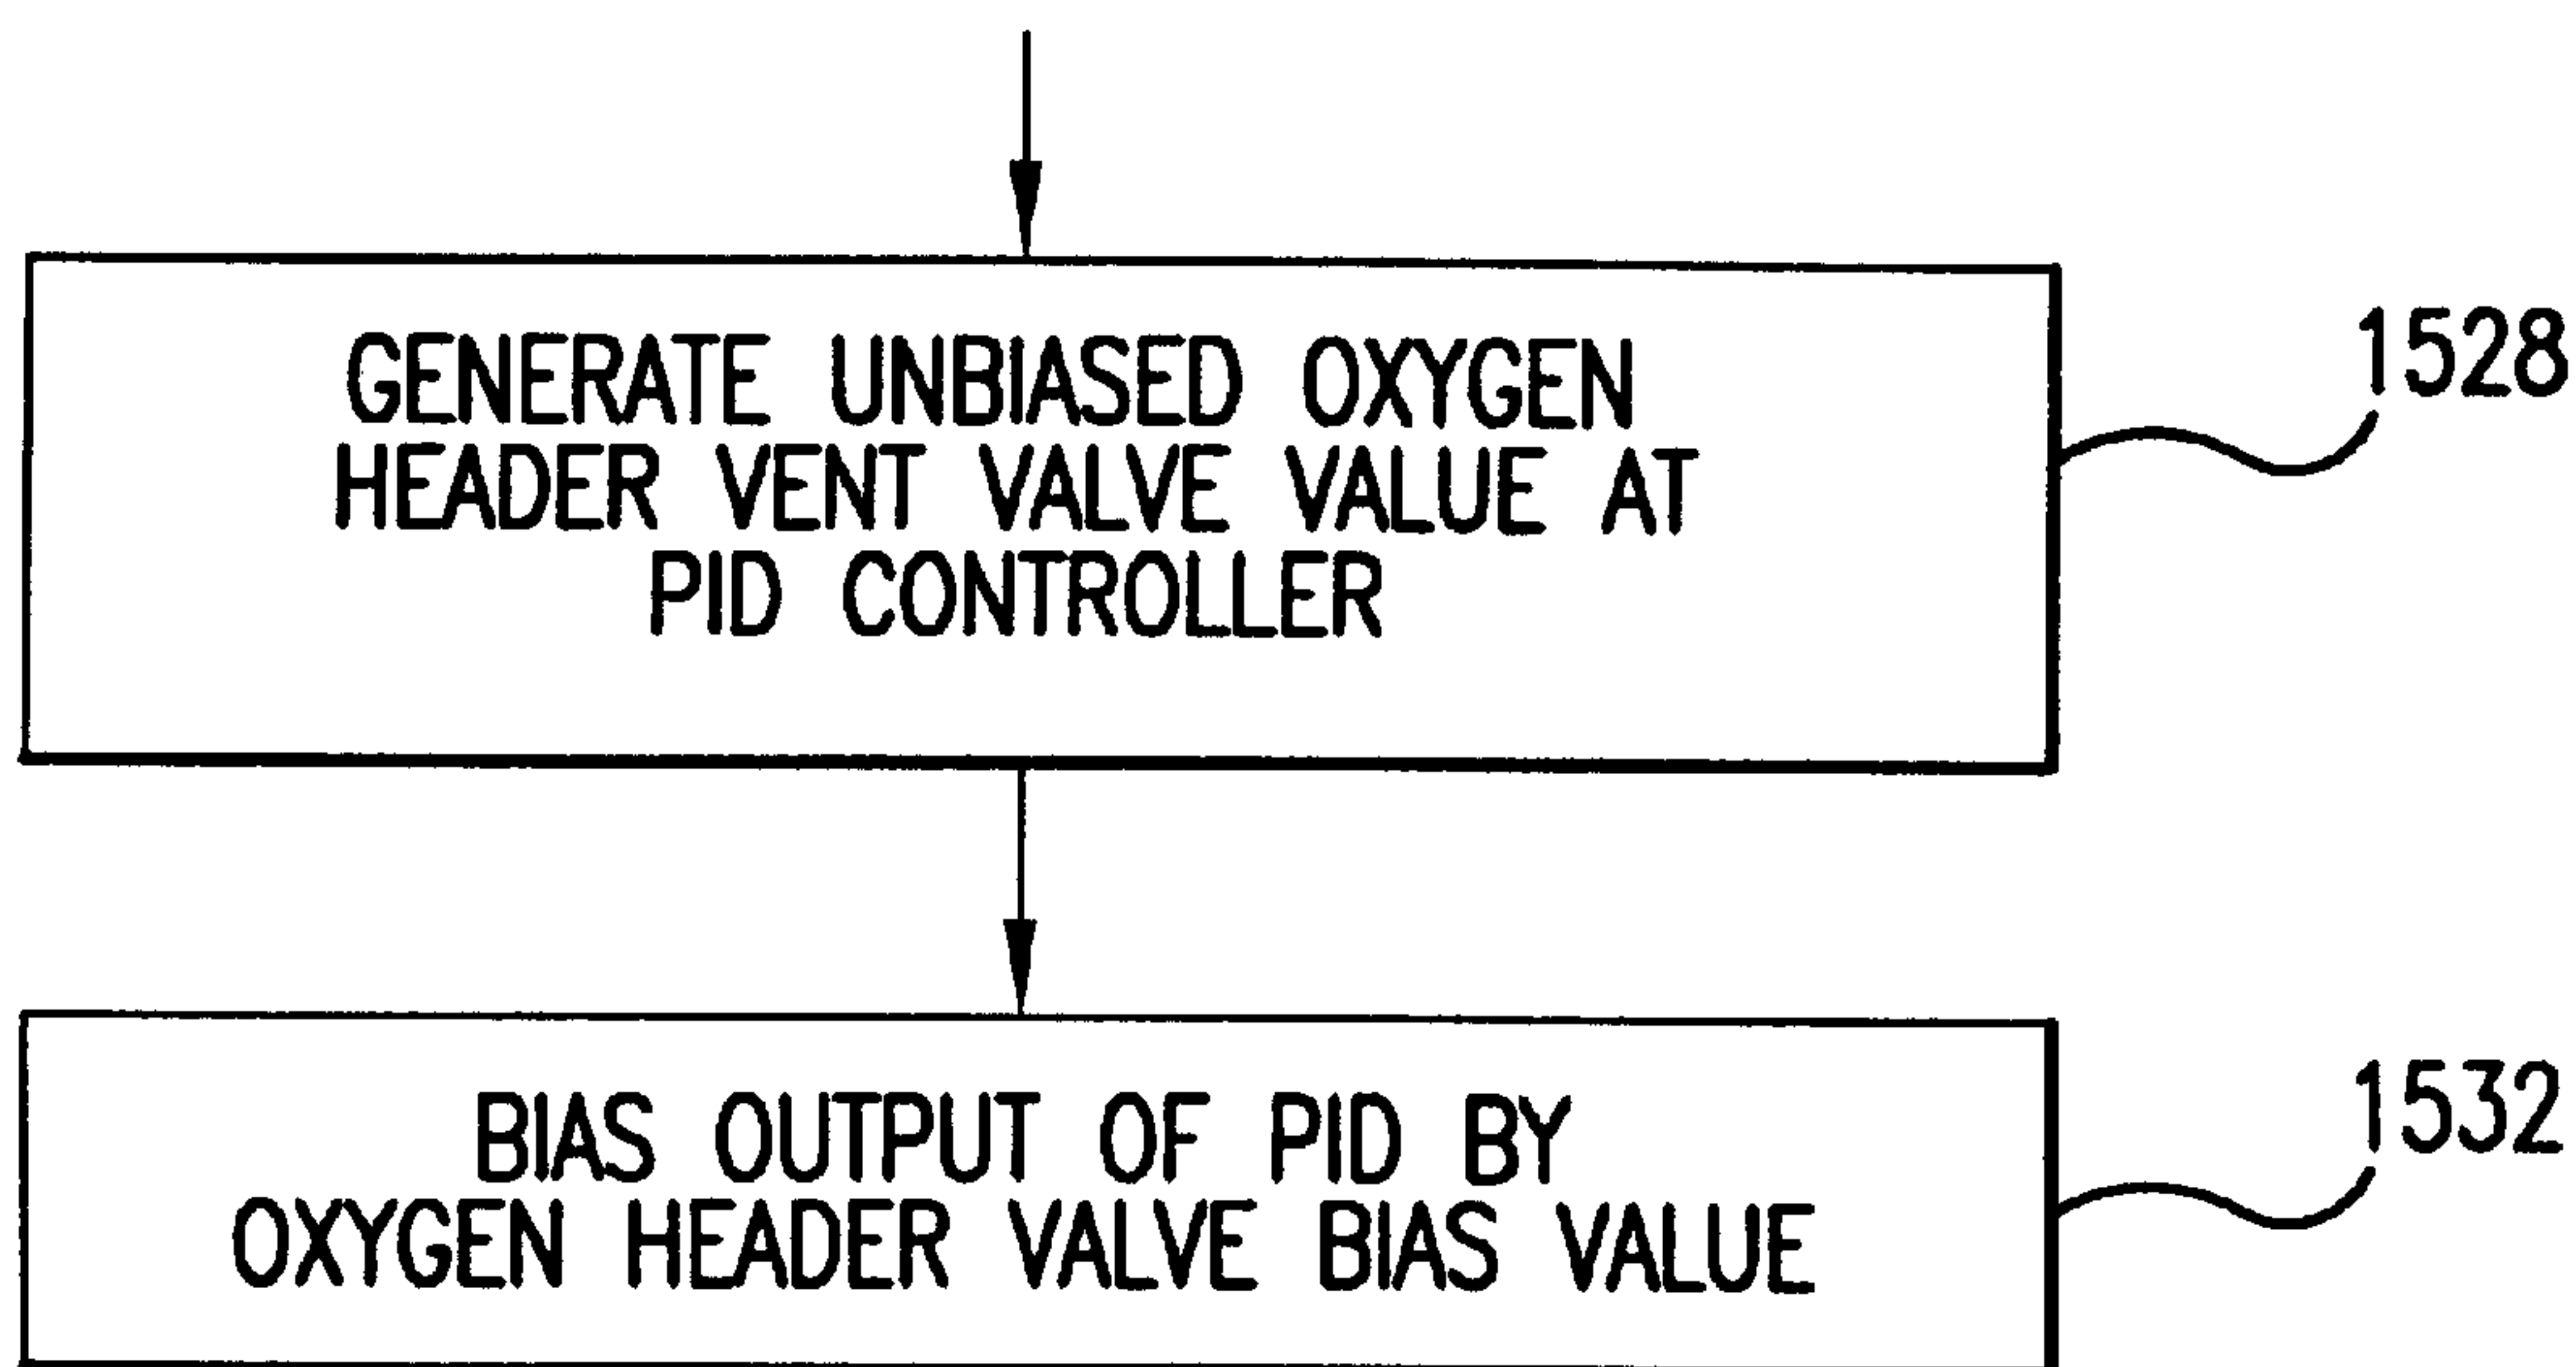 GENERATE UNBIASED OXYGEN
HEADER VENT VALVE VALUE AT
PID CONTROLLER
1528
BIAS OUTPUT OF PID BY
OXYGEN HEADER VALVE BIAS VALUE
1532